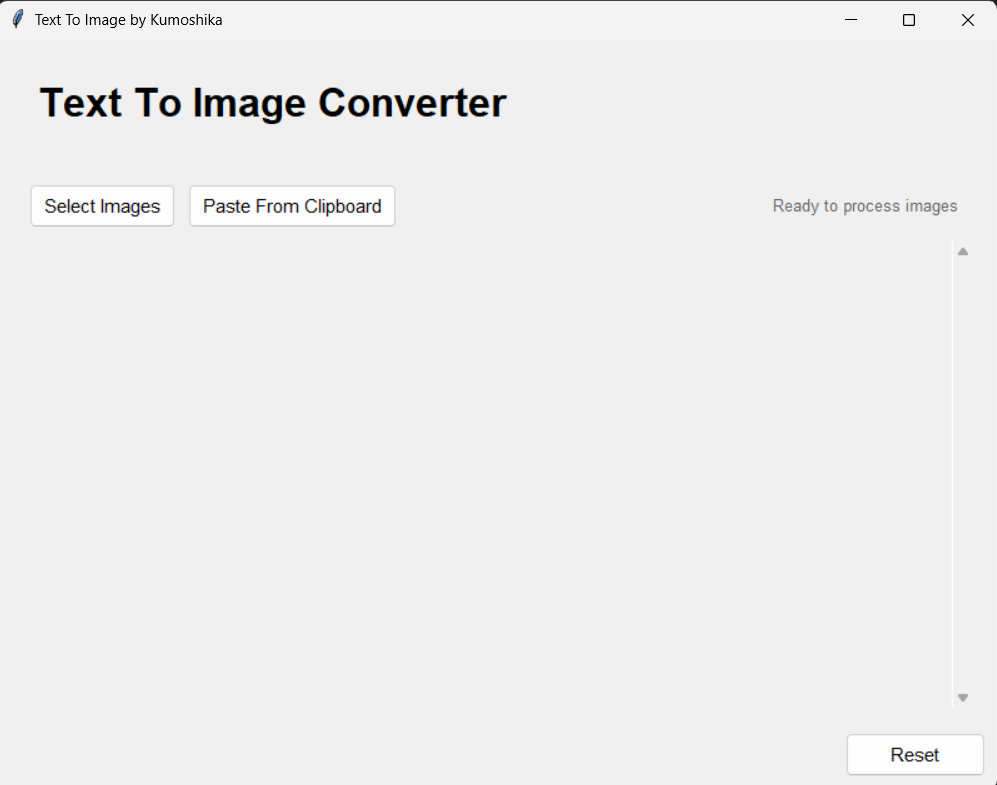 Text To Image by Kumoshika
Text To Image Converter
Select Images
Paste From Clipboard
Ready to process images
Reset